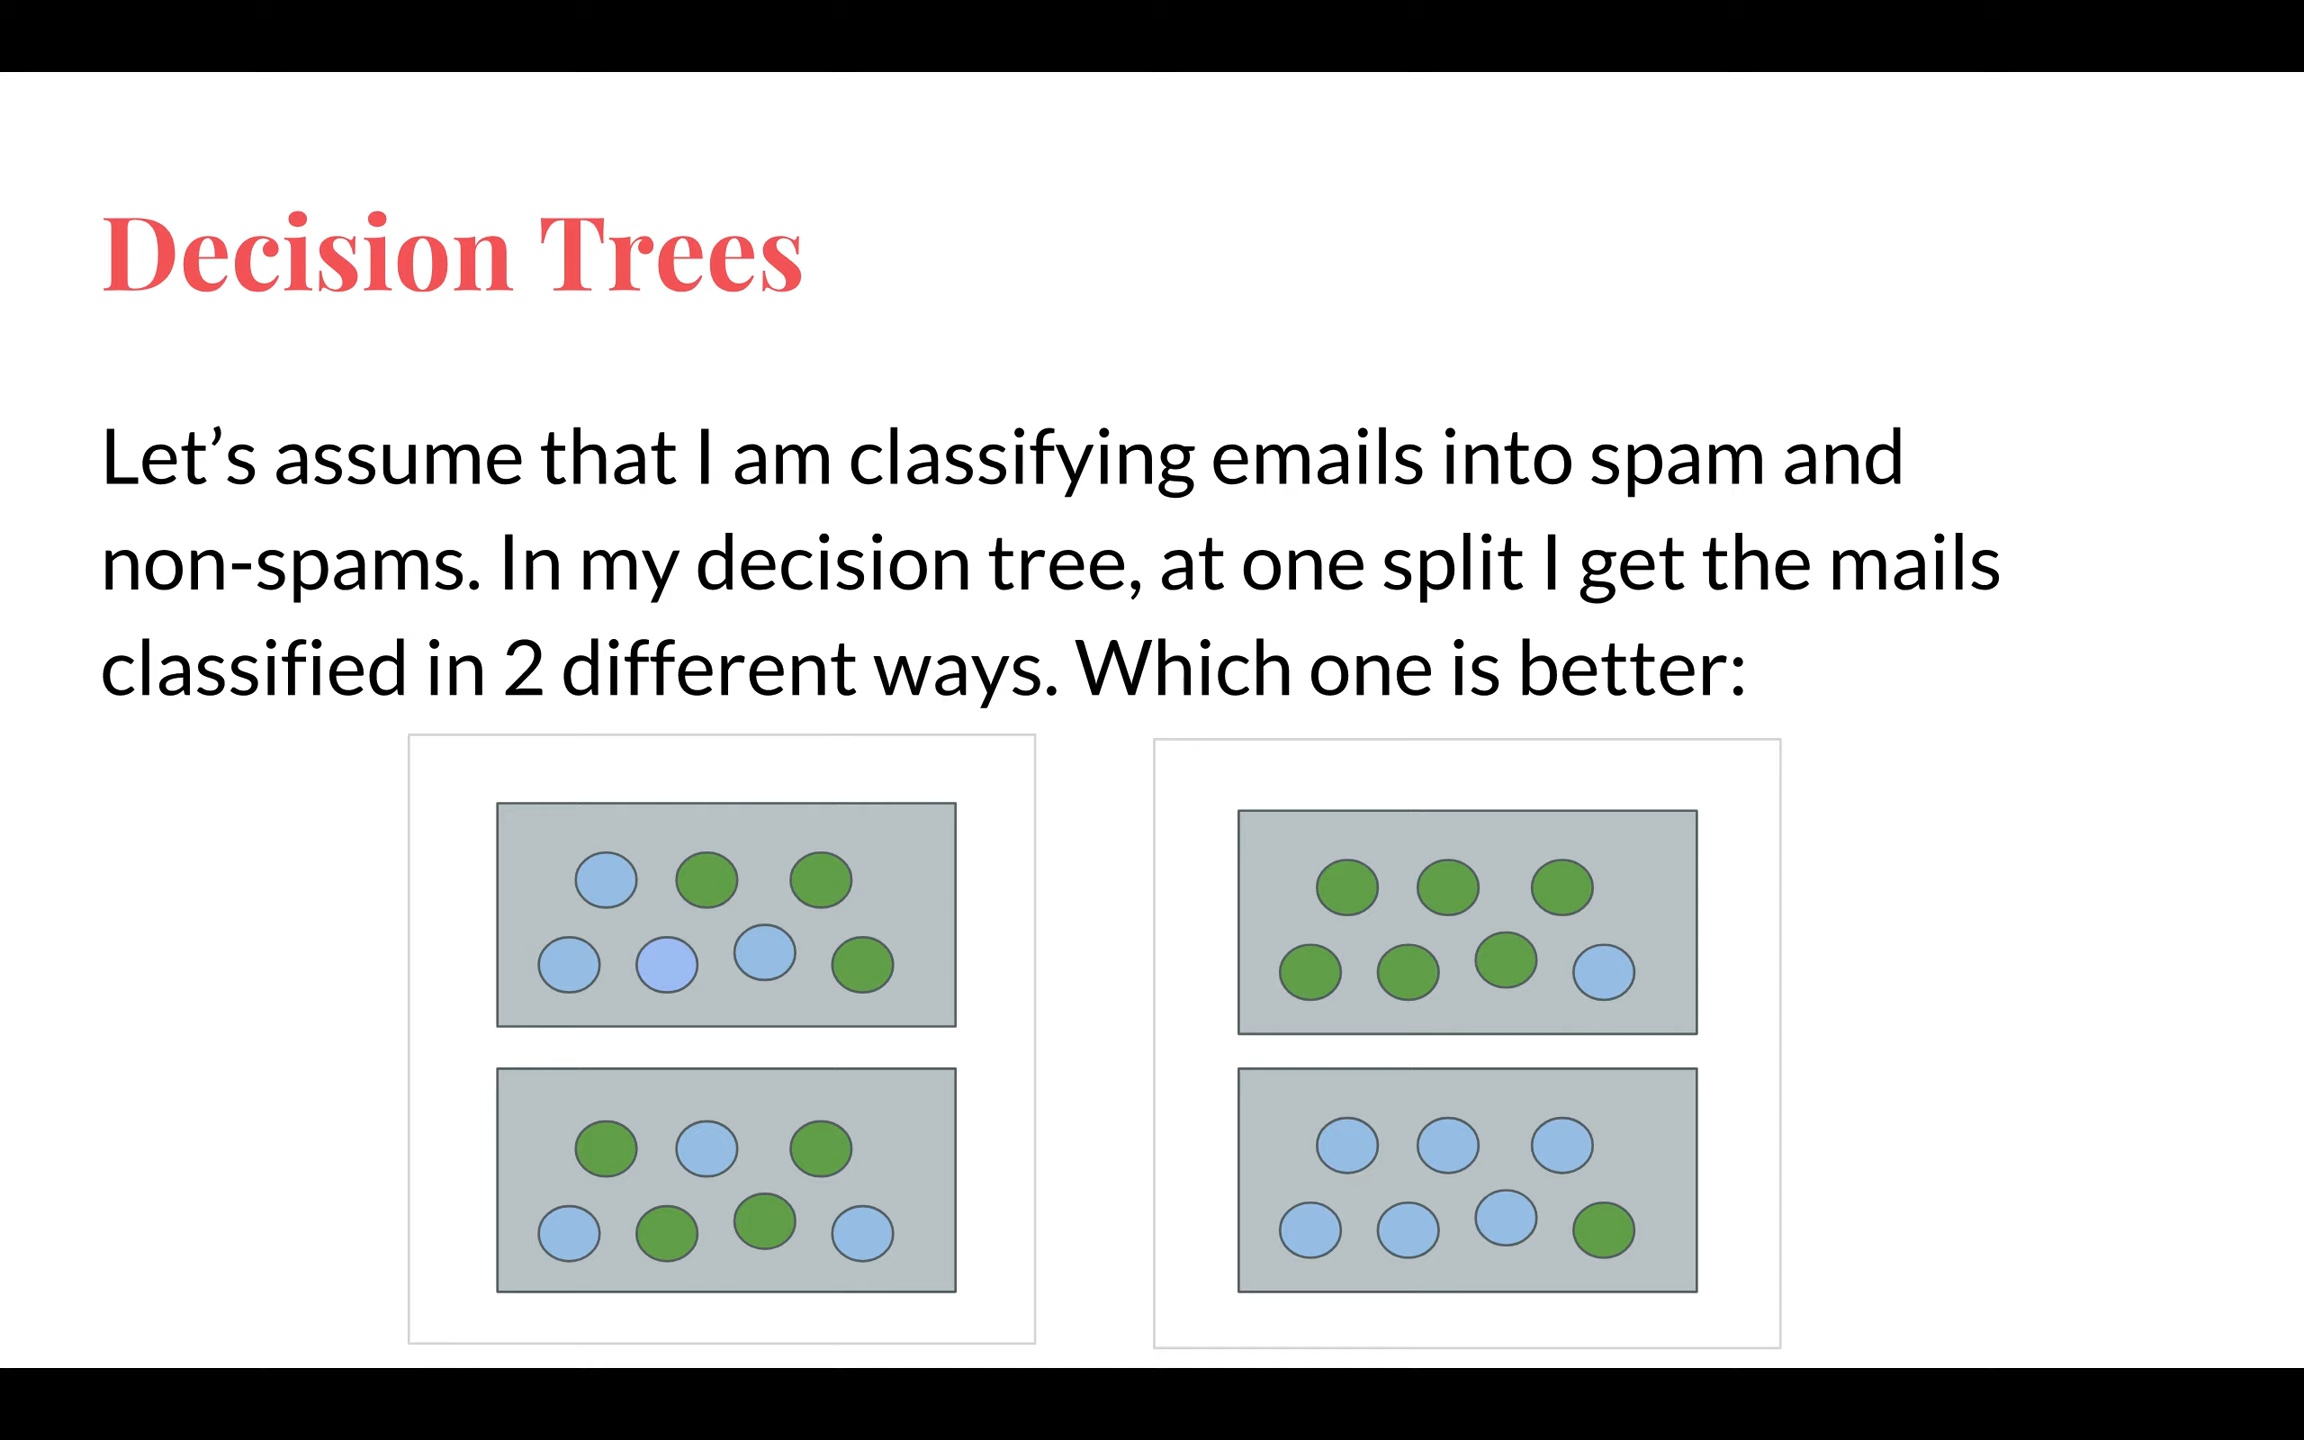 Decision Trees
Let’s assume that I am classifying emails into spam and
non-spams. In my decision tree, at one split I get the mails
classified in 2 different ways. Which one is better: